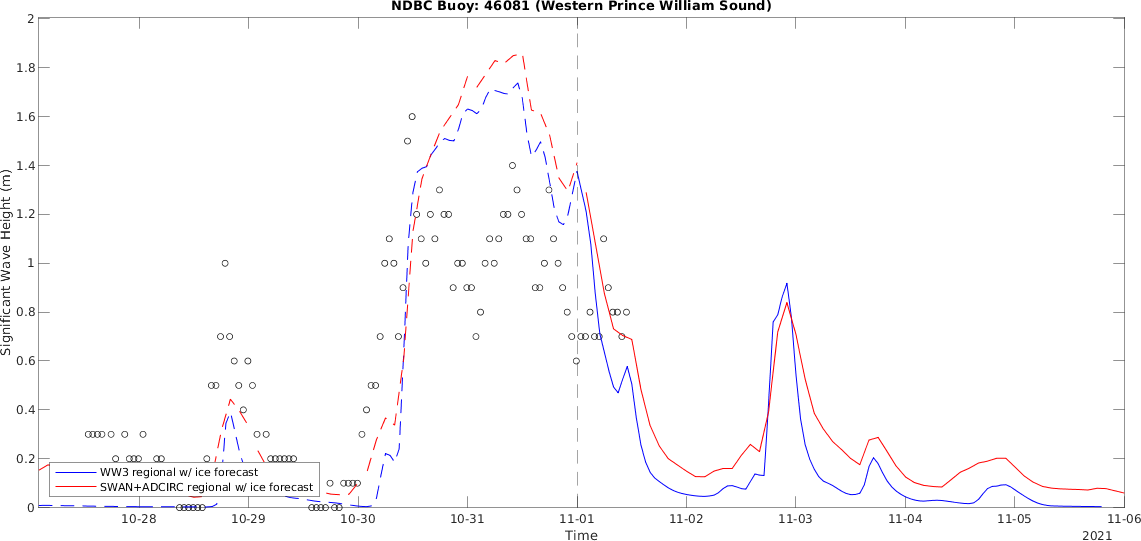 NDBC Buoy: 46081 (Western Prince William Sound)
2
1.8
1.6
1.4
1.2
1
0.8
0.6
0.4
0.2
0
Significant Wave Height (m)
WW3 regional w/ ice forecast
SWAN+ADCIRC regional w/ ice forecast
10-28 10-29 10-30 10-31 11-01 11-02 11-03 11-04 11-05 11-06
Time
2021